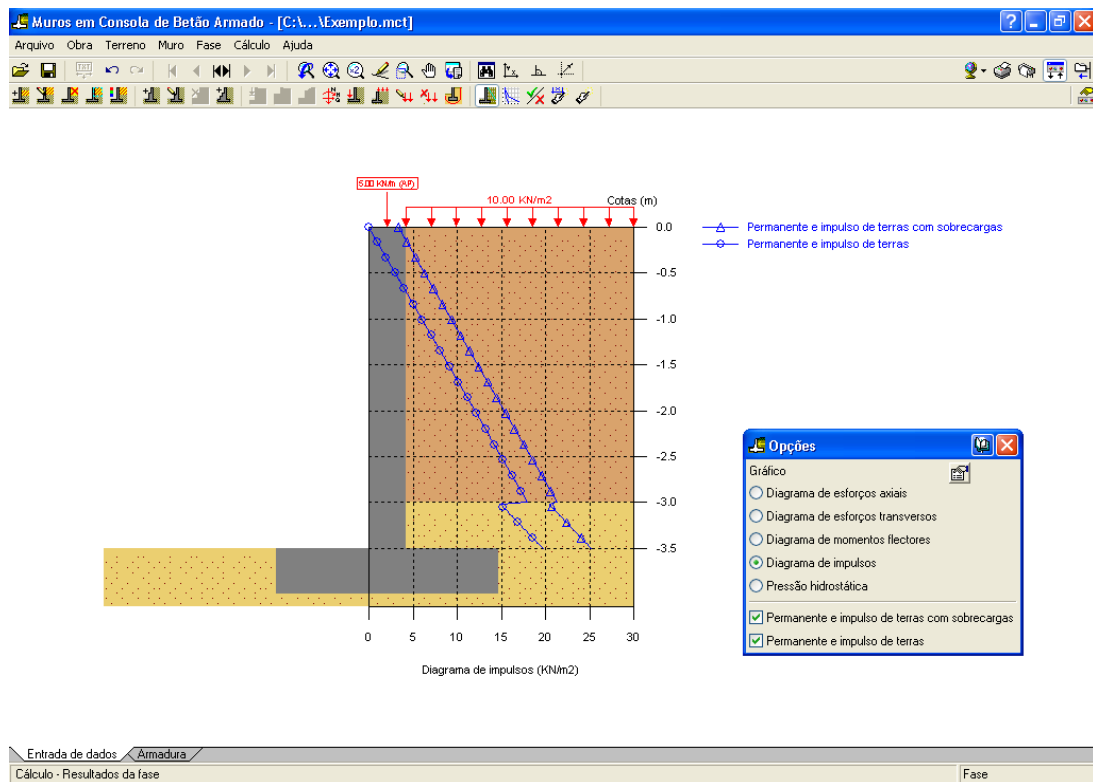 Muros em Consola de Betão Armado - [C:\...\Exemplo.mct]
Arquivo Obra Terreno Muro Fase Cálculo Ajuda
5.00 KN/m (RP)
10.00 KN/m2
Cotas (m)
0.0
-0.5
-1.0
-1.5
-2.0
-2.5
-3.0
-3.5
Permanente e impulso de terras com sobrecargas
Permanente e impulso de terras
0 5 10 15 20 25 30
Diagrama de impulsos (KN/m2)
Opções
Gráfico
Diagrama de esforços axiais
Diagrama de esforços transversos
Diagrama de momentos flectores
Diagrama de impulsos
Pressão hidrostática
Permanente e impulso de terras com sobrecargas
Permanente e impulso de terras
Entrada de dados Armadura
Cálculo - Resultados da fase Fase